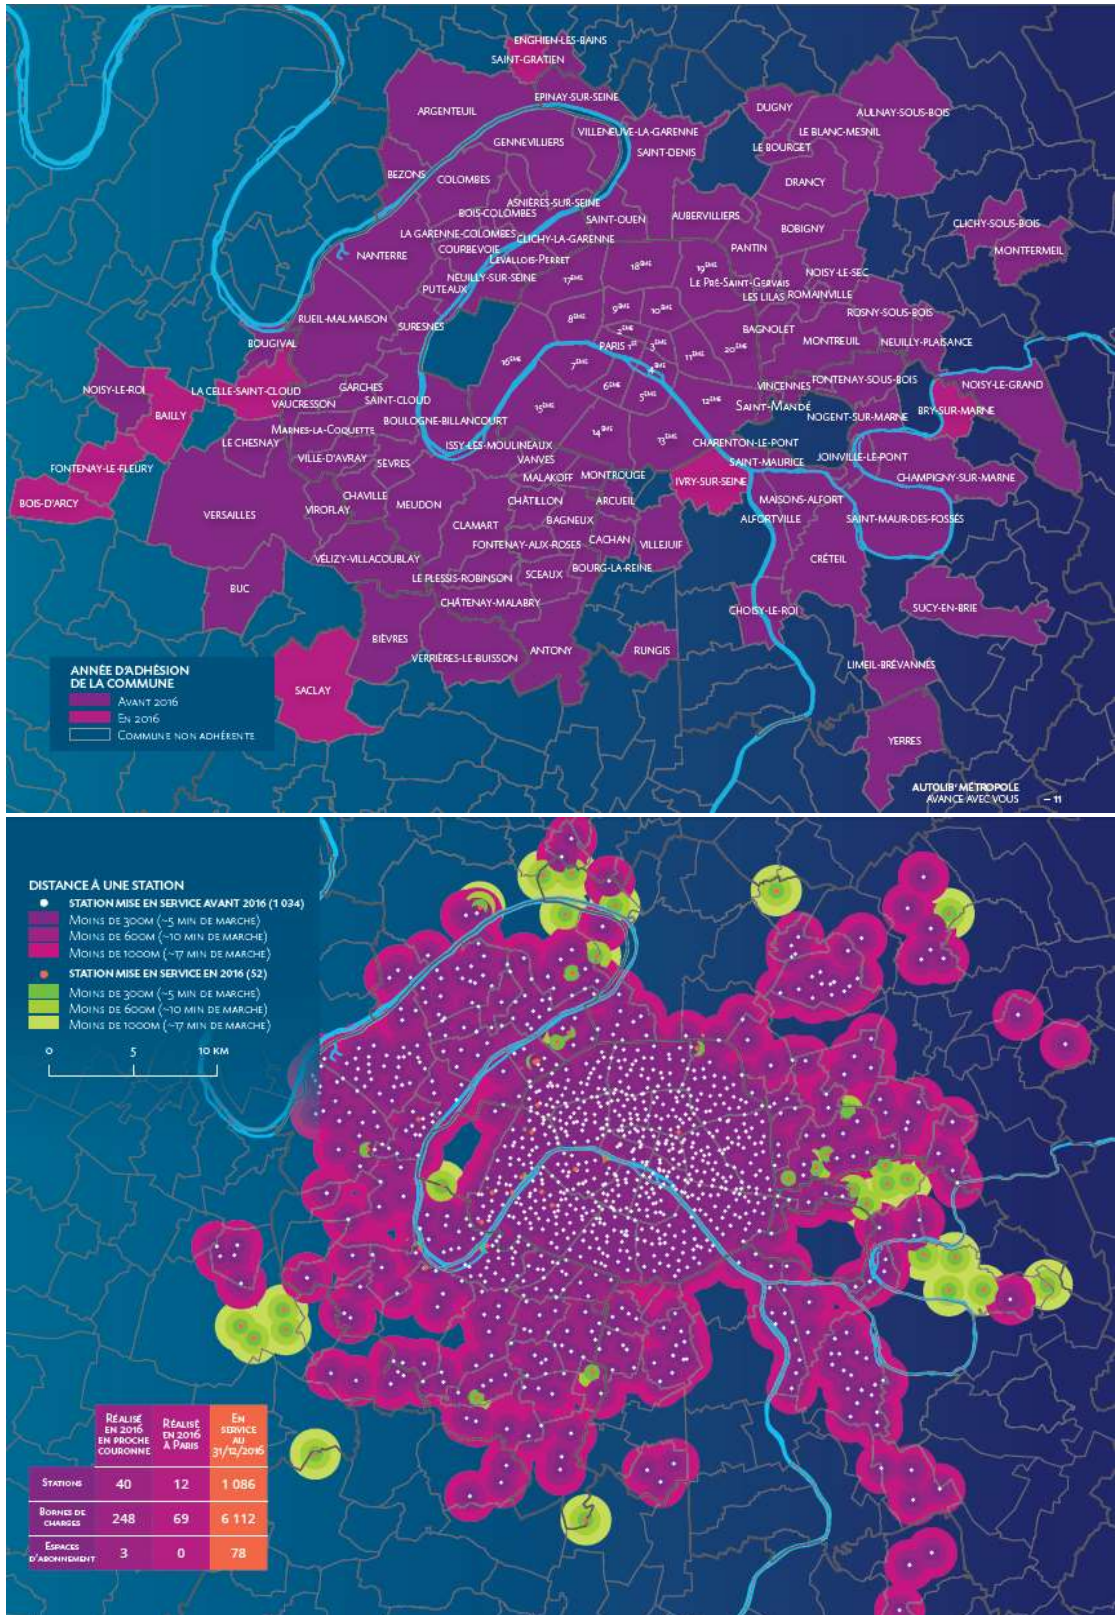 ENGHIEN-LES-BAINS
SAINT-GRATIEN
EPINAY-SUR-SEINE
ARGENTEUIL
DUGNY
AULNAY-SOUS-BOIS
VILLENEUVE-LA-GARENNE
LE BLANC-MESNIL
GENNEVILLIERS
LE BOURGET
SAINT-DENIS
BEZONS
COLOMBES
DRANCY
ASNIÈRES-SUR-SEINE
BOIS-COLOMBES
SAINT-OUEN
AUBERVILLIERS
CLICHY-SOUS-BOIS
BOBIGNY
LA GARENNE-COLOMBES
CLICHY-LA-GARENNE
COURBEVOIE
PANTIN
MONTFERMEIL
NANTERRE
LEVALLOIS-PERRET
18ÈME
19ÈME
NEUILLY-SUR-SEINE
17ÈME
NOISY-LE-SEC
PUTEAUX
LE PRÉ-SAINT-GERVAIS
LES LILAS
ROMAINVILLE
9ÈME
10ÈME
ROSNY-SOUS-BOIS
RUEIL-MALMAISON
8ÈME
SURESNES
2ÈME
BAGNOLET
BOUGIVAL
PARIS 1ER
3ÈME
MONTREUIL
NEUILLY-PLAISANCE
16ÈME
7ÈME
11ÈME
20ÈME
4ÈME
NOISY-LE-ROI
LA CELLE-SAINT-CLOUD
GARCHES
6ÈME
5ÈME
VINCENNES
FONTENAY-SOUS-BOIS
NOISY-LE-GRAND
VAUCRESSON
SAINT-CLOUD
12ÈME
SAINT-MANDÉ
BAILLY
15ÈME
NOGENT-SUR-MARNE
BRY-SUR-MARNE
BOULOGNE-BILLANCOURT
MARNES-LA-COQUETTE
14ÈME
13ÈME
LE CHESNAY
ISSY-LES-MOULINEAUX
CHARENTON-LE-PONT
VILLE-D'AVRAY
SEVRES
VANVES
SAINT-MAURICE
JOINVILLE-LE-PONT
FONTENAY-LE-FLEURY
MALAKOFF
MONTROUGE
IVRY-SUR-SEINE
CHAMPIGNY-SUR-MARNE
BOIS-D'ARCY
CHAVILLE
MEUDON
CHÂTILLON
ARCUEIL
MAISONS-ALFORT
VERSAILLES
VIROFLAY
CLAMART
BAGNEUX
ALFORTVILLE
SAINT-MAUR-DES-FOSSÉS
FONTENAY-AUX-ROSES
CACHAN
VILLEJUIF
VÉLIZY-VILLACOUBLAY
BOURG-LA-REINE
CRÉTEIL
LE PLESSIS-ROBINSON
SCEAUX
BUC
CHÂTENAY-MALABRY
CHOISY-LE-ROI
SUCY-EN-BRIE
BIÈVRES
VERRIÈRES-LE-BUISSON
ANTONY
RUNGIS
LIMEIL-BRÉVANNES
SACLAY
YERRES
ANNÉE D'ADHÈSION
DE LA COMMUNE
AVANT 2016
EN 2016
COMMUNE NON ADHÉRENTE
AUTOLIB' MÉTROPOLE
AVANCE AVEC VOUS — 11
DISTANCE À UNE STATION
STATION MISE EN SERVICE AVANT 2016 (1 034)
MOINS DE 300M (~5 MIN DE MARCHE)
MOINS DE 600M (~10 MIN DE MARCHE)
MOINS DE 1000M (~17 MIN DE MARCHE)
STATION MISE EN SERVICE EN 2016 (52)
MOINS DE 300M (~5 MIN DE MARCHE)
MOINS DE 600M (~10 MIN DE MARCHE)
MOINS DE 1000M (~17 MIN DE MARCHE)
0 5 10 KM
RÉALISÉ EN 2016 EN PROCHE COURONNE
RÉALISÉ EN 2016 À PARIS
EN SERVICE AU 31/12/2016
STATIONS 40 12 1 086
BORNES DE CHARGES 248 69 6 112
ESPACES D'ABONNEMENT 3 0 78